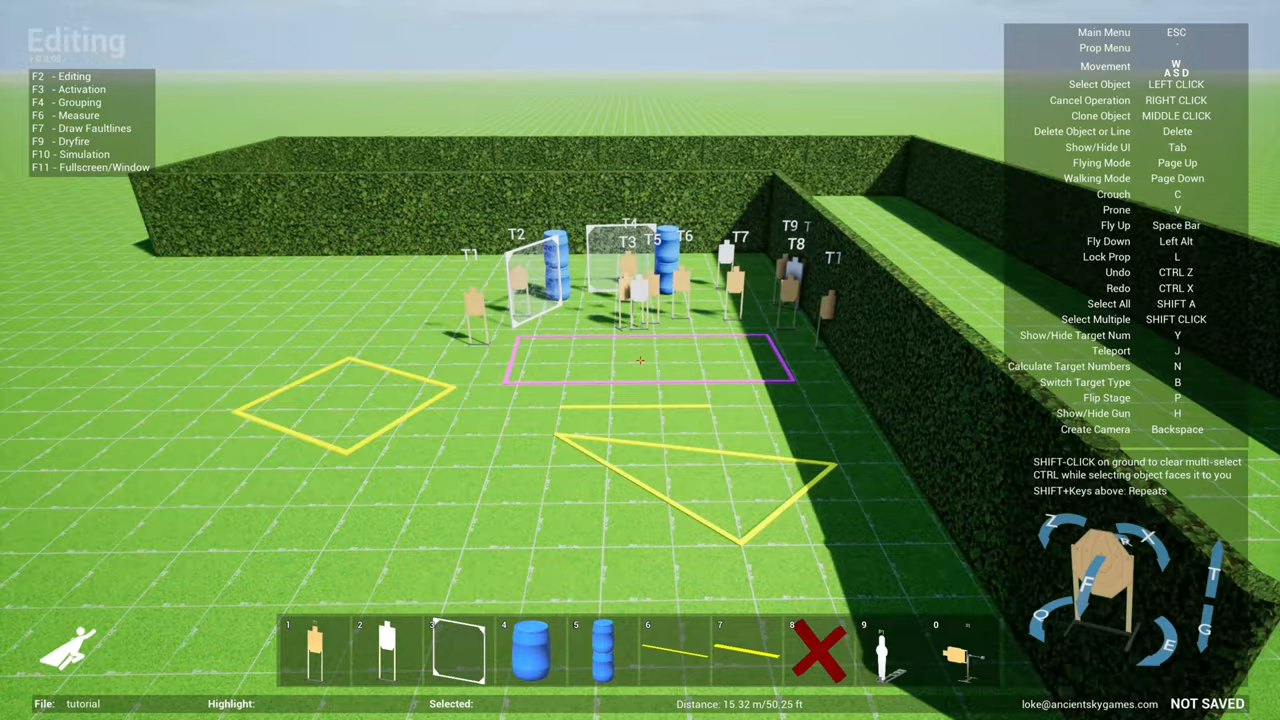 Editing
F2 - Editing
F3 - Activation
F4 - Grouping
F6 - Measure
F7 - Draw Faultlines
F9 - Dryfire
F10 - Simulation
F11 - Fullscreen/Window
Main Menu ESC
Prop Menu `
Movement W
A S D
Select Object LEFT CLICK
Cancel Operation RIGHT CLICK
Clone Object MIDDLE CLICK
Delete Object or Line Delete
Show/Hide UI Tab
Flying Mode Page Up
Walking Mode Page Down
Crouch C
Prone V
Fly Up Space Bar
Fly Down Left Alt
Lock Prop L
Undo CTRL Z
Redo CTRL X
Select All SHIFT A
Select Multiple SHIFT CLICK
Show/Hide Target Num Y
Teleport J
Calculate Target Numbers N
Switch Target Type B
Flip Stage P
Show/Hide Gun H
Create Camera Backspace
SHIFT-CLICK on ground to clear multi-select
CTRL while selecting object faces it to you
SHIFT+Keys above: Repeats
Z X R F T Q E G
T1 T2 T3 T4 T5 T6 T7 T8 T9 T T1
1 2 3 4 5 6 7 8 9 0
File: tutorial Highlight: Selected: Distance: 15.32 m/50.25 ft loke@ancientskygames.com NOT SAVED